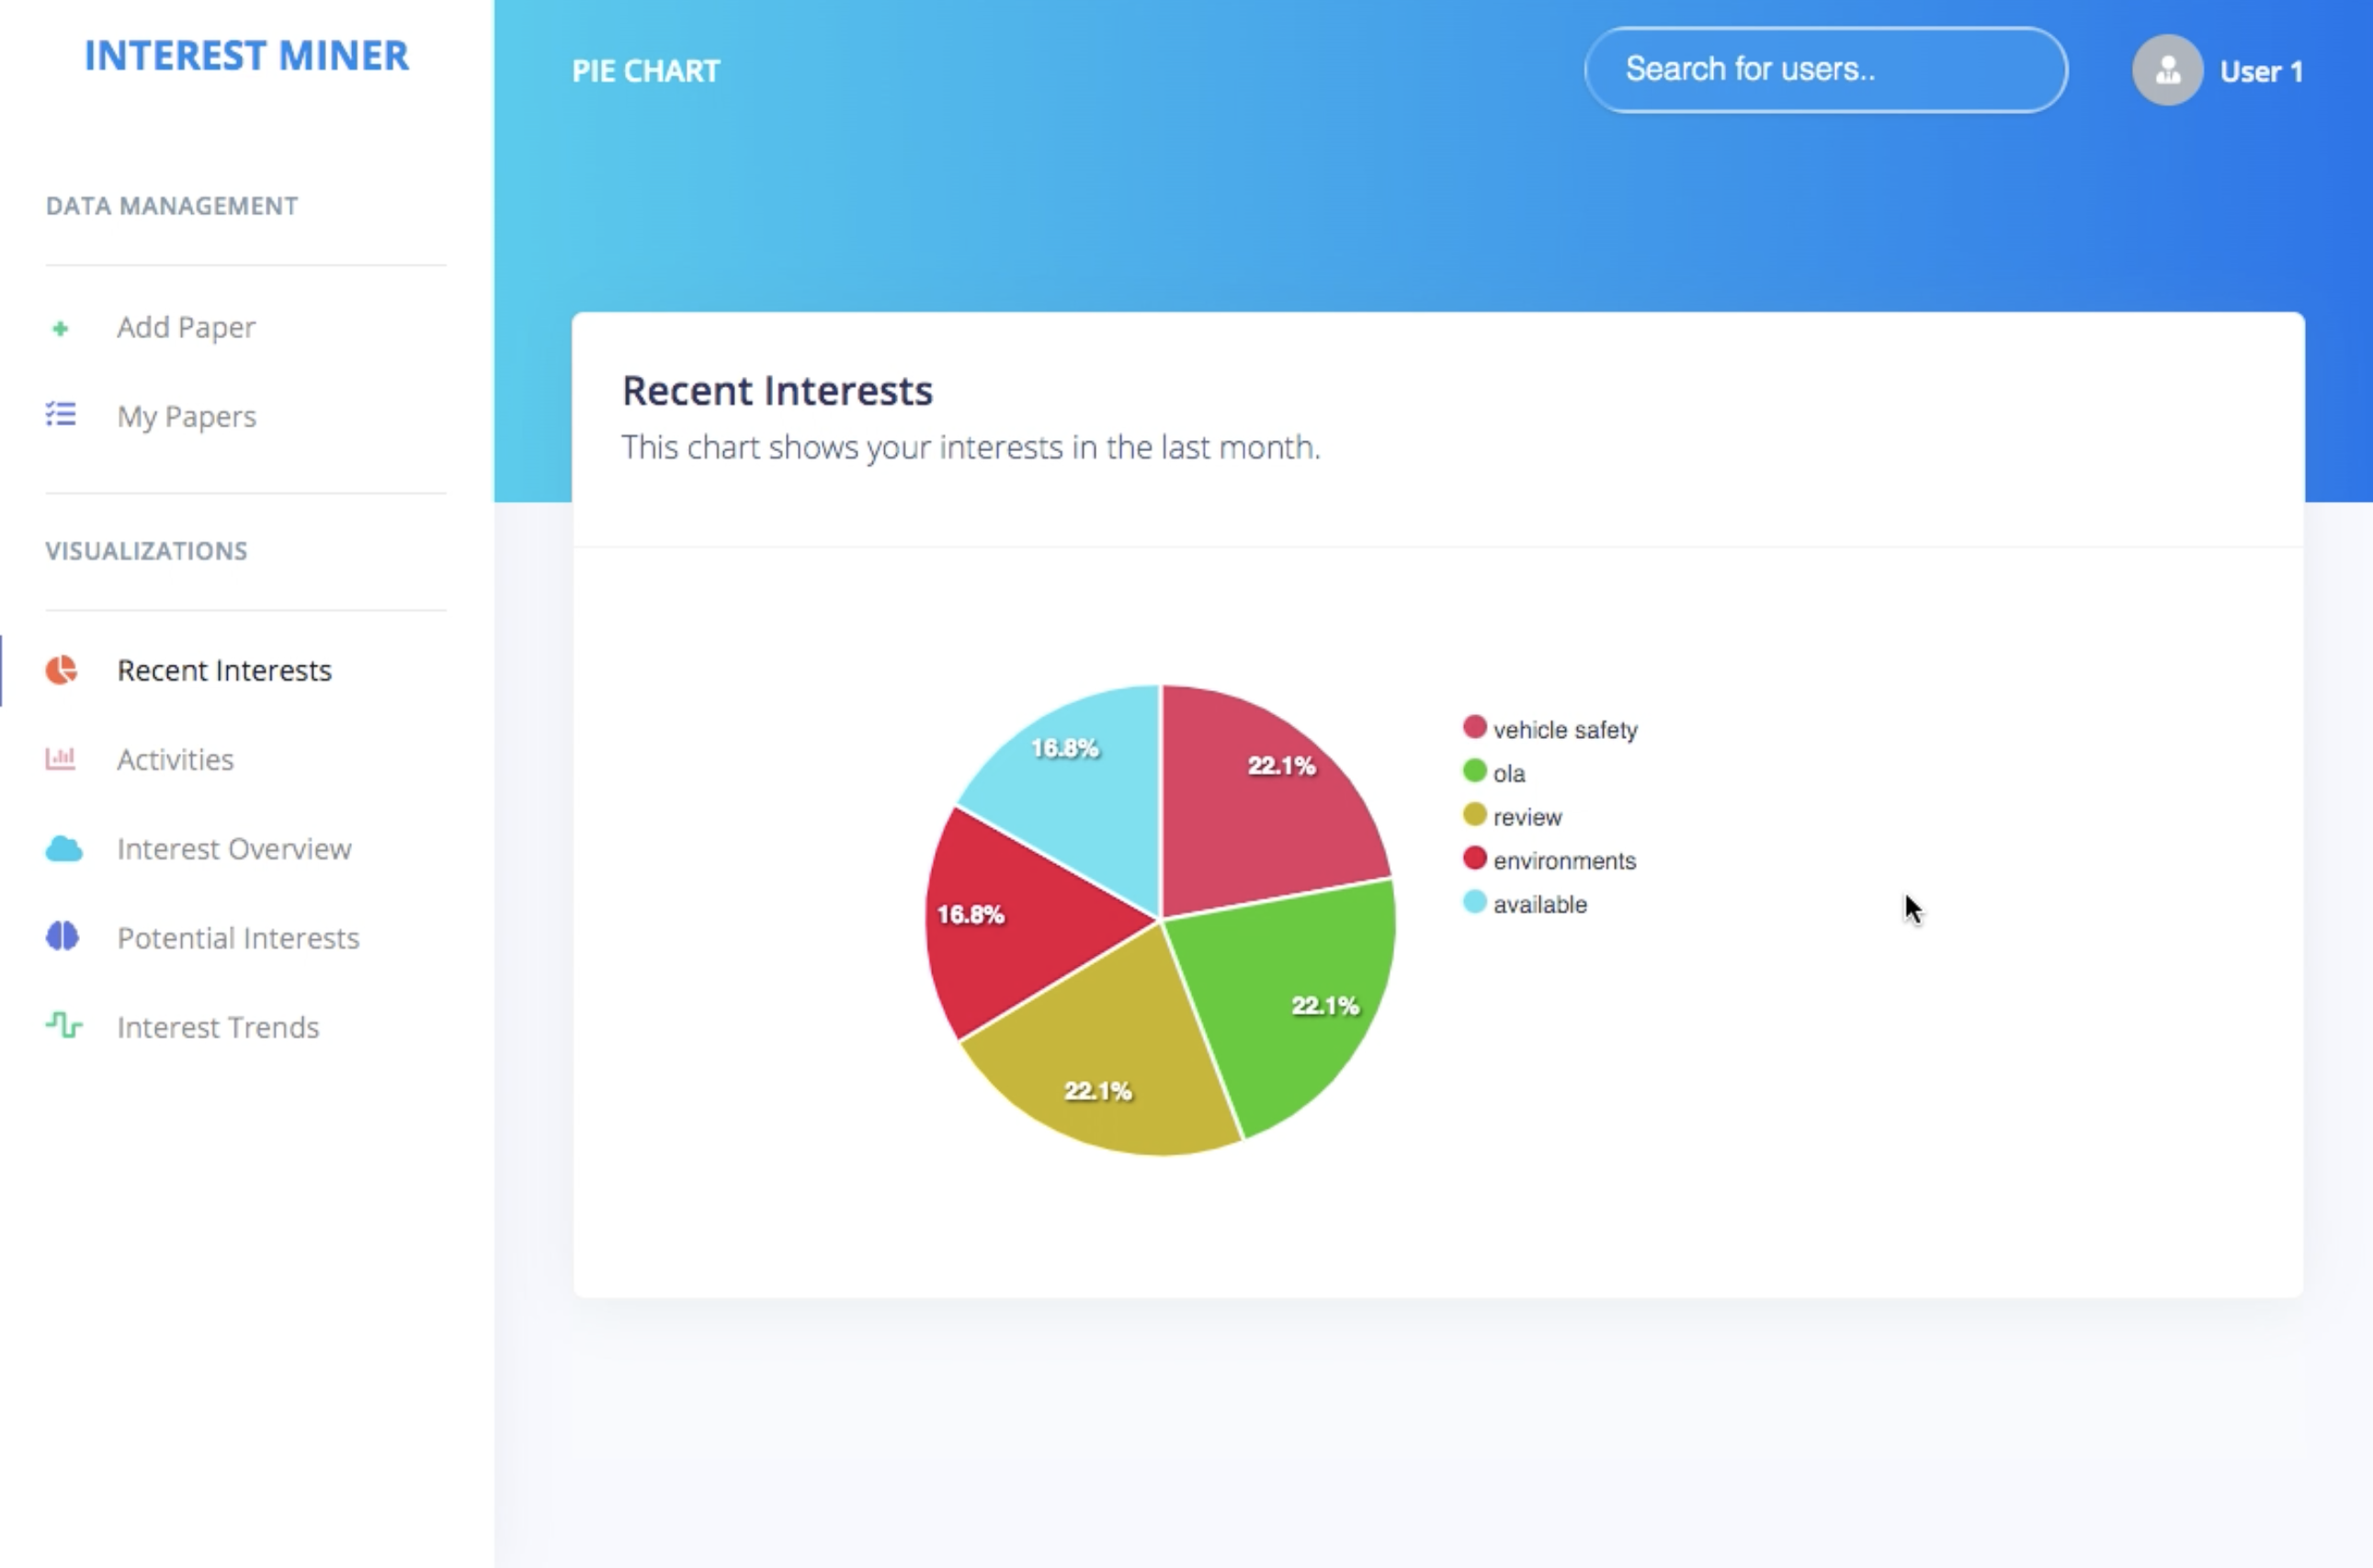 INTEREST MINER
DATA MANAGEMENT
Add Paper
My Papers
VISUALIZATIONS
Recent Interests
Activities
Interest Overview
Potential Interests
Interest Trends
PIE CHART
Search for users..
User 1
Recent Interests
This chart shows your interests in the last month.
16.8%
22.1%
16.8%
22.1%
22.1%
vehicle safety
ola
review
environments
available